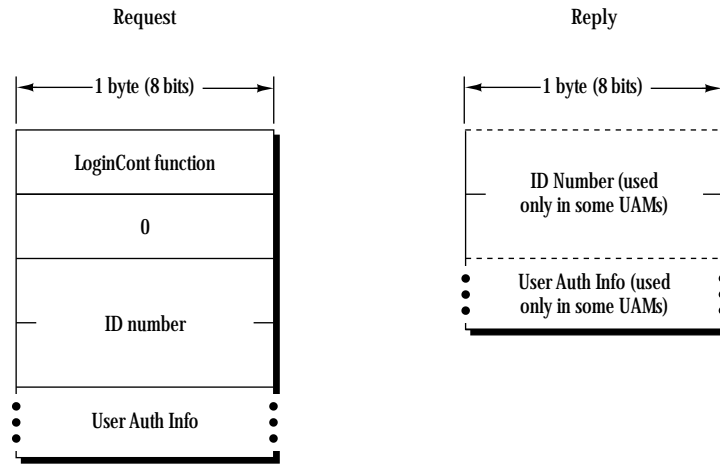 Request
1 byte (8 bits)
LoginCont function
0
ID number
User Auth Info
Reply
1 byte (8 bits)
ID Number (used
only in some UAMs)
User Auth Info (used
only in some UAMs)